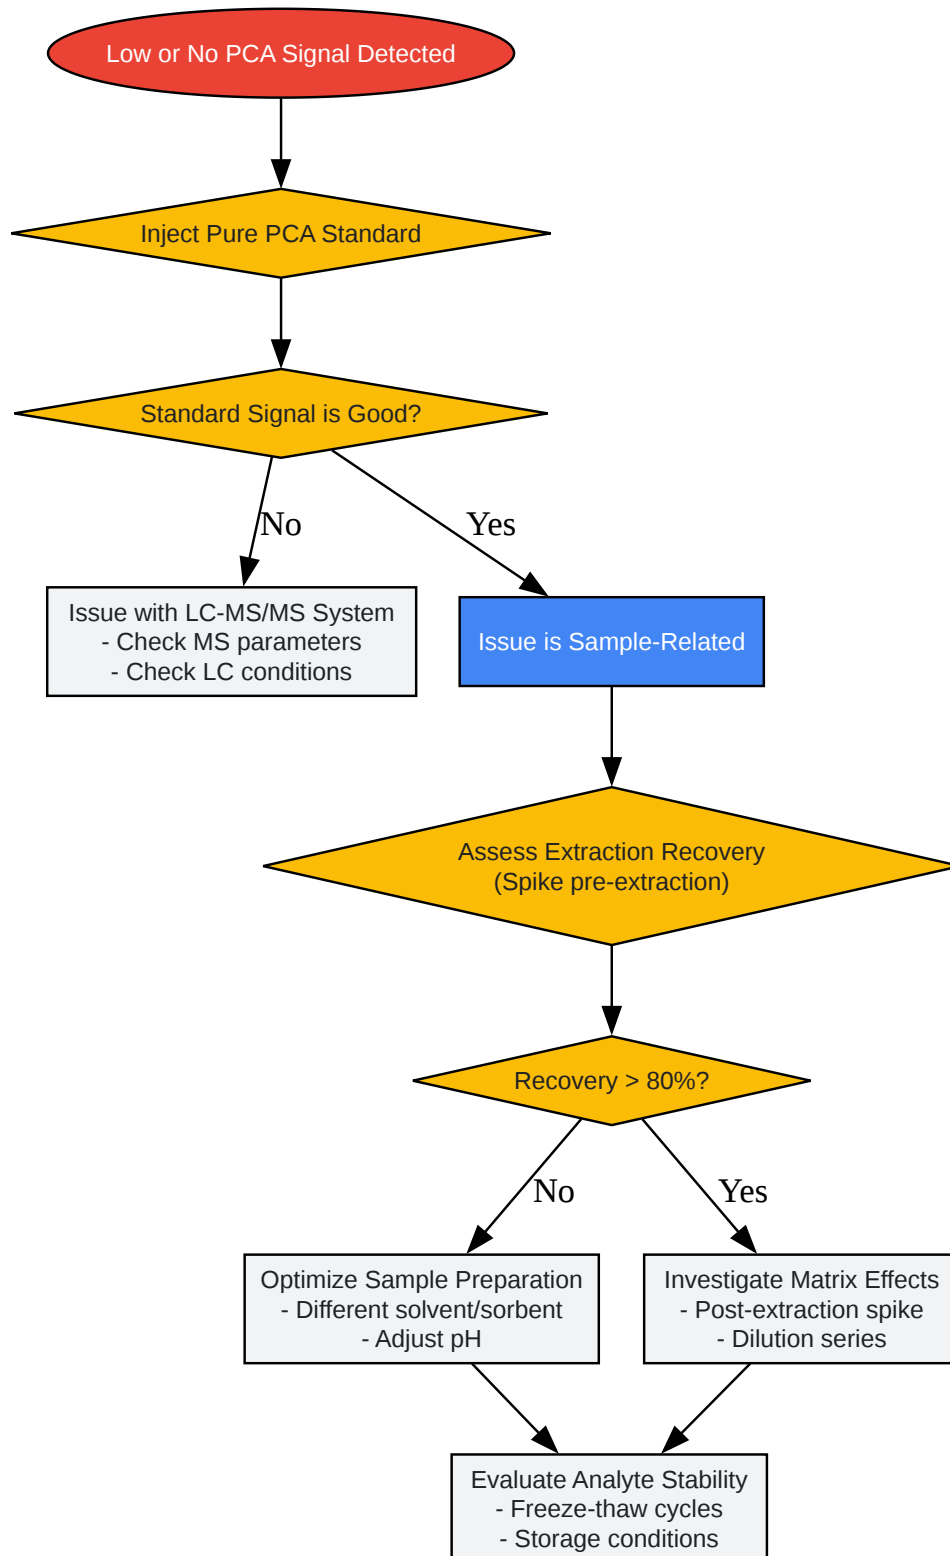 Low or No PCA Signal Detected
Inject Pure PCA Standard
Standard Signal is Good?
No
Yes
Issue with LC-MS/MS System
- Check MS parameters
- Check LC conditions
Issue is Sample-Related
Assess Extraction Recovery
(Spike pre-extraction)
Recovery > 80%?
No
Yes
Optimize Sample Preparation
- Different solvent/sorbent
- Adjust pH
Investigate Matrix Effects
- Post-extraction spike
- Dilution series
Evaluate Analyte Stability
- Freeze-thaw cycles
- Storage conditions